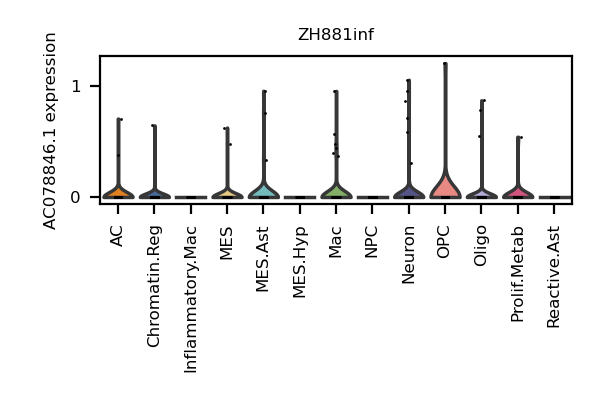 ZH881inf
AC078846.1 expression
1
0
AC
Chromatin.Reg
Inflammatory.Mac
MES
MES.Ast
MES.Hyp
Mac
NPC
Neuron
OPC
Oligo
Prolif.Metab
Reactive.Ast